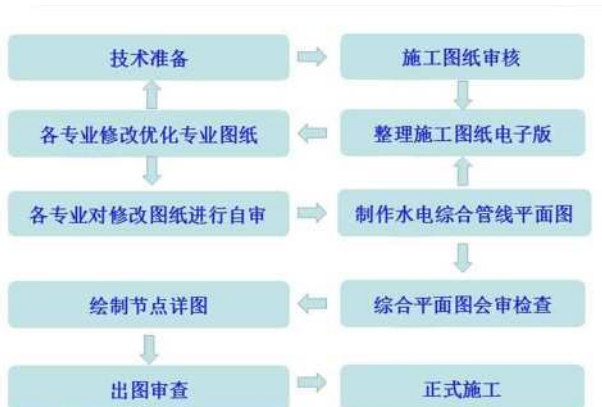 技术准备
施工图纸审核
各专业修改优化专业图纸
整理施工图纸电子版
各专业对修改图纸进行自审
制作水电综合管线平面图
绘制节点详图
综合平面图会审检查
出图审查
正式施工